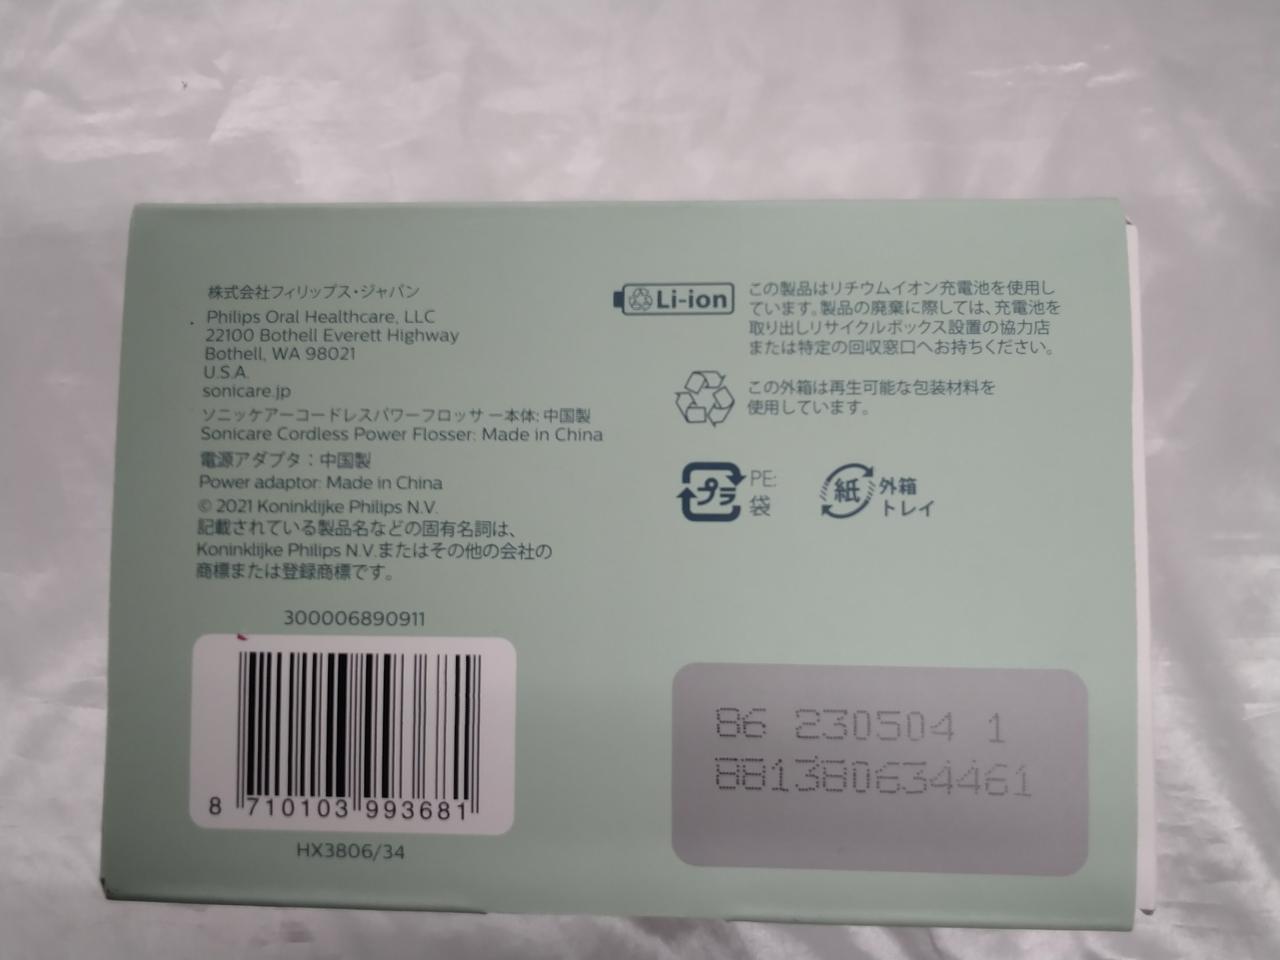 株式会社フィリップス・ジャパン
Philips Oral Healthcare, LLC
22100 Bothell Everett Highway
Bothell, WA 98021
U.S.A.
sonicare.jp
ソニッケアーコードレスパワーフロッサー本体: 中国製
Sonicare Cordless Power Flosser: Made in China
電源アダプタ：中国製
Power adaptor: Made in China
© 2021 Koninklijke Philips N.V.
記載されている製品名などの固有名詞は、
Koninklijke Philips N.V.またはその他の会社の
商標または登録商標です。
300006890911
8 710103 993681
HX3806/34
Li-ion
この製品はリチウムイオン充電池を使用し
ています。製品の廃棄に際しては、充電池を
取り出しリサイクルボックス設置の協力店
または特定の回収窓口へお持ちください。
この外箱は再生可能な包装材料を
使用しています。
プラ
PE:
袋
紙
外箱
トレイ
86 230504 1
881380634461